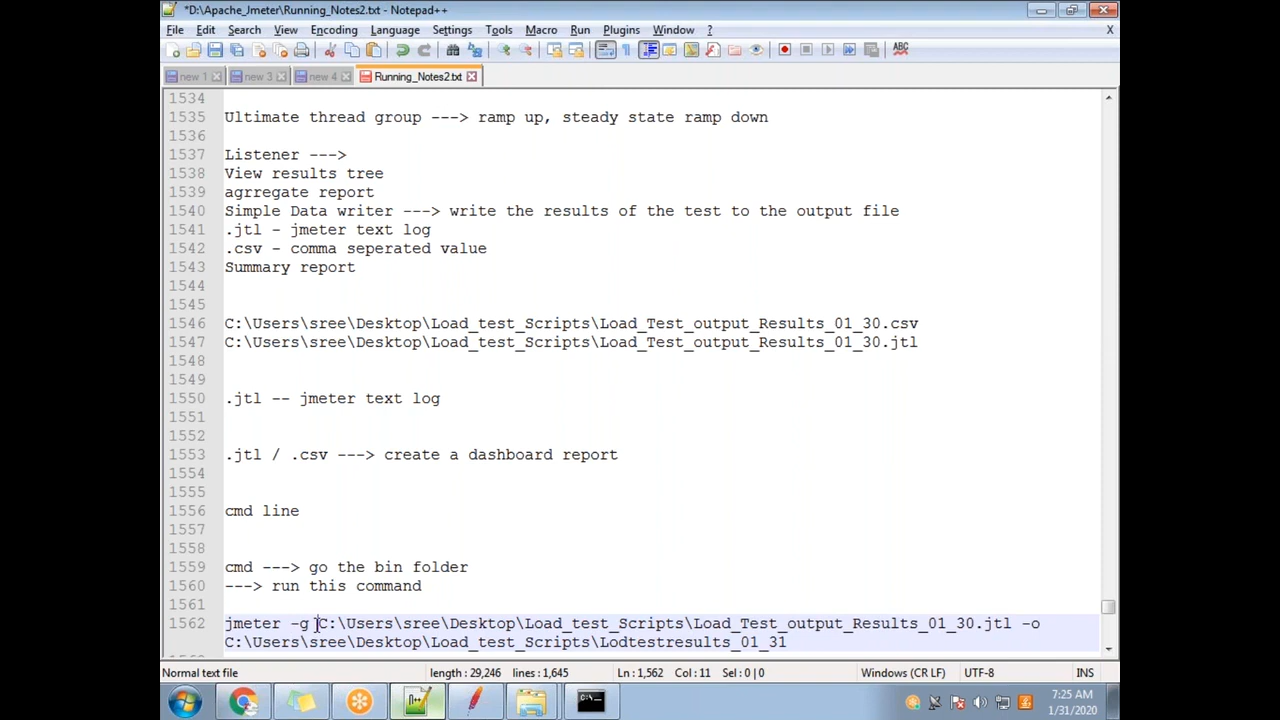 *D:\Apache_Jmeter\Running_Notes2.txt - Notepad++
File Edit Search View Encoding Language Settings Tools Macro Run Plugins Window ? X
ABC
new 1 new 3 new 4 Running_Notes2.txt
1534
1535 Ultimate thread group ---> ramp up, steady state ramp down
1536
1537 Listener --->
1538 View results tree
1539 agrregate report
1540 Simple Data writer ---> write the results of the test to the output file
1541 .jtl - jmeter text log
1542 .csv - comma seperated value
1543 Summary report
1544
1545
1546 C:\Users\sree\Desktop\Load_test_Scripts\Load_Test_output_Results_01_30.csv
1547 C:\Users\sree\Desktop\Load_test_Scripts\Load_Test_output_Results_01_30.jtl
1548
1549
1550 .jtl -- jmeter text log
1551
1552
1553 .jtl / .csv ---> create a dashboard report
1554
1555
1556 cmd line
1557
1558
1559 cmd ---> go the bin folder
1560 ---> run this command
1561
1562 jmeter -g C:\Users\sree\Desktop\Load_test_Scripts\Load_Test_output_Results_01_30.jtl -o
C:\Users\sree\Desktop\Load_test_Scripts\Lodtestresults_01_31
Normal text file length : 29,246 lines : 1,645 Ln : 1,562 Col : 11 Sel : 0 | 0 Windows (CR LF) UTF-8 INS
7:25 AM
1/31/2020